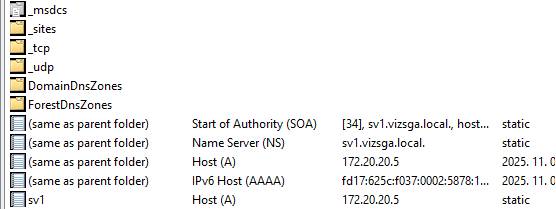 _msdcs
_sites
_tcp
_udp
DomainDnsZones
ForestDnsZones
(same as parent folder) Start of Authority (SOA) [34], sv1.vizsga.local., host... static
(same as parent folder) Name Server (NS) sv1.vizsga.local. static
(same as parent folder) Host (A) 172.20.20.5 2025. 11. 0
(same as parent folder) IPv6 Host (AAAA) fd17:625c:f037:0002:5878:1... 2025. 11. 0
sv1 Host (A) 172.20.20.5 static